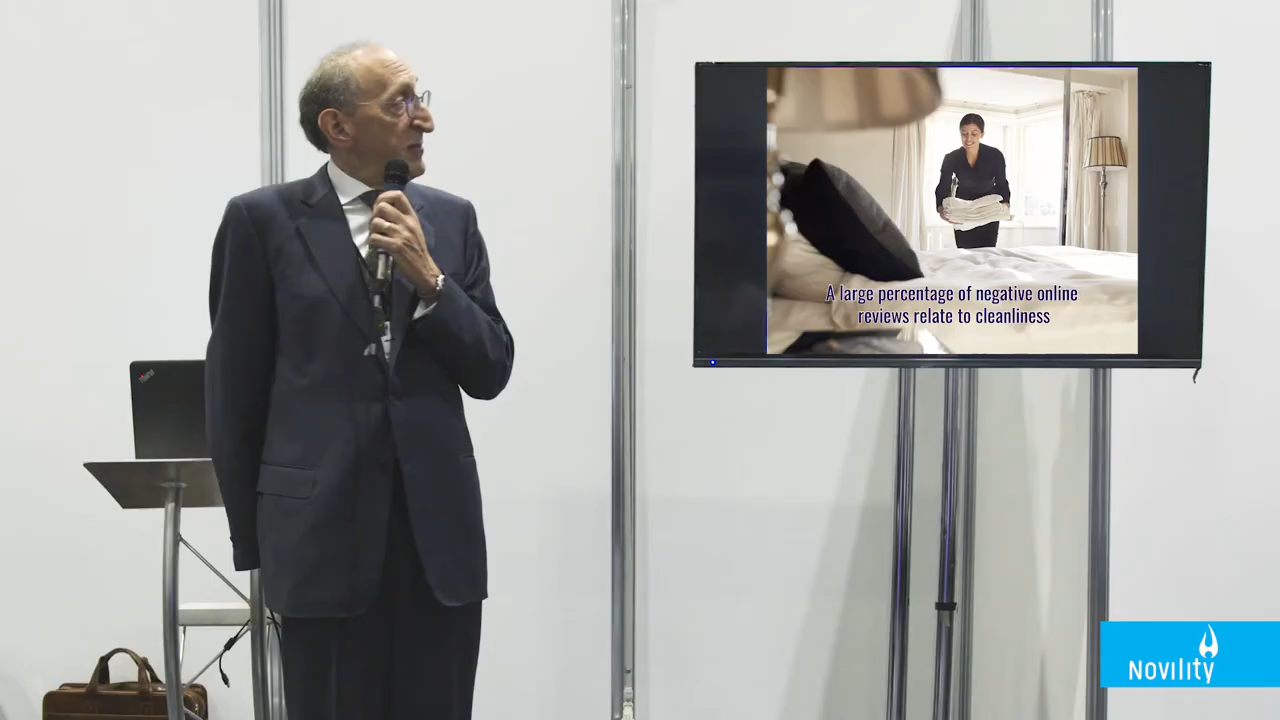 A large percentage of negative online
reviews relate to cleanliness
Novility